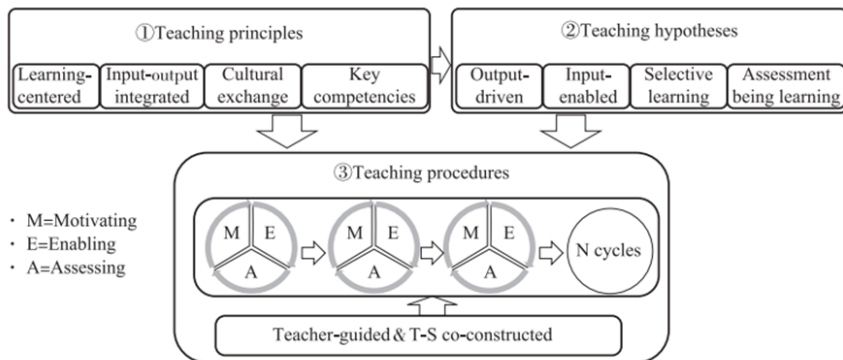 ①Teaching principles
Learning-
centered
Input-output
integrated
Cultural
exchange
Key
competencies
②Teaching hypotheses
Output-
driven
Input-
enabled
Selective
learning
Assessment
being learning
③Teaching procedures
· M=Motivating
· E=Enabling
· A=Assessing
M E
A
M E
A
M E
A
N cycles
Teacher-guided & T-S co-constructed